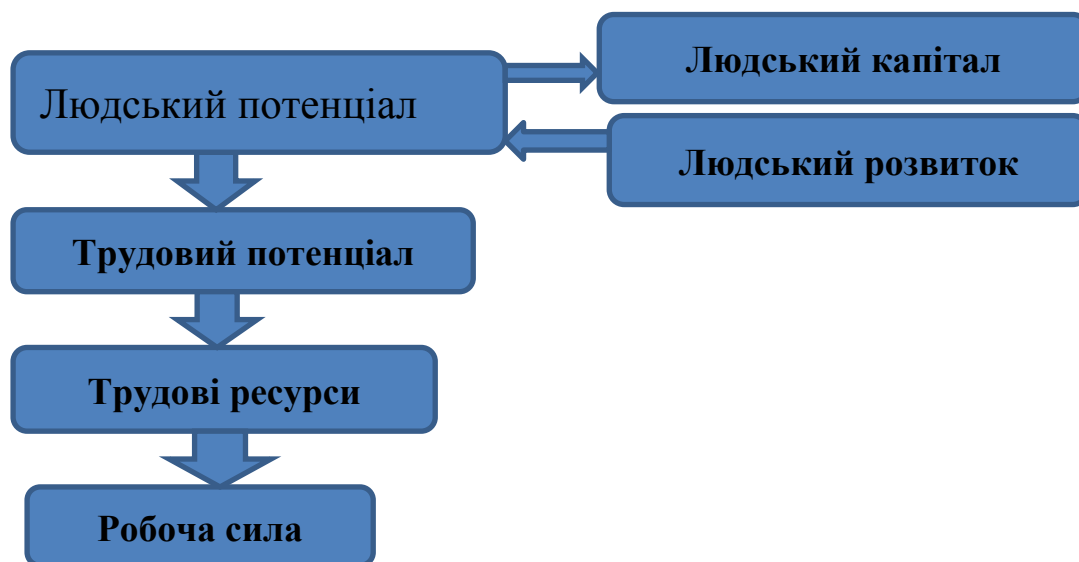 Людський капітал
Людський потенціал
Людський розвиток
Трудовий потенціал
Трудові ресурси
Робоча сила